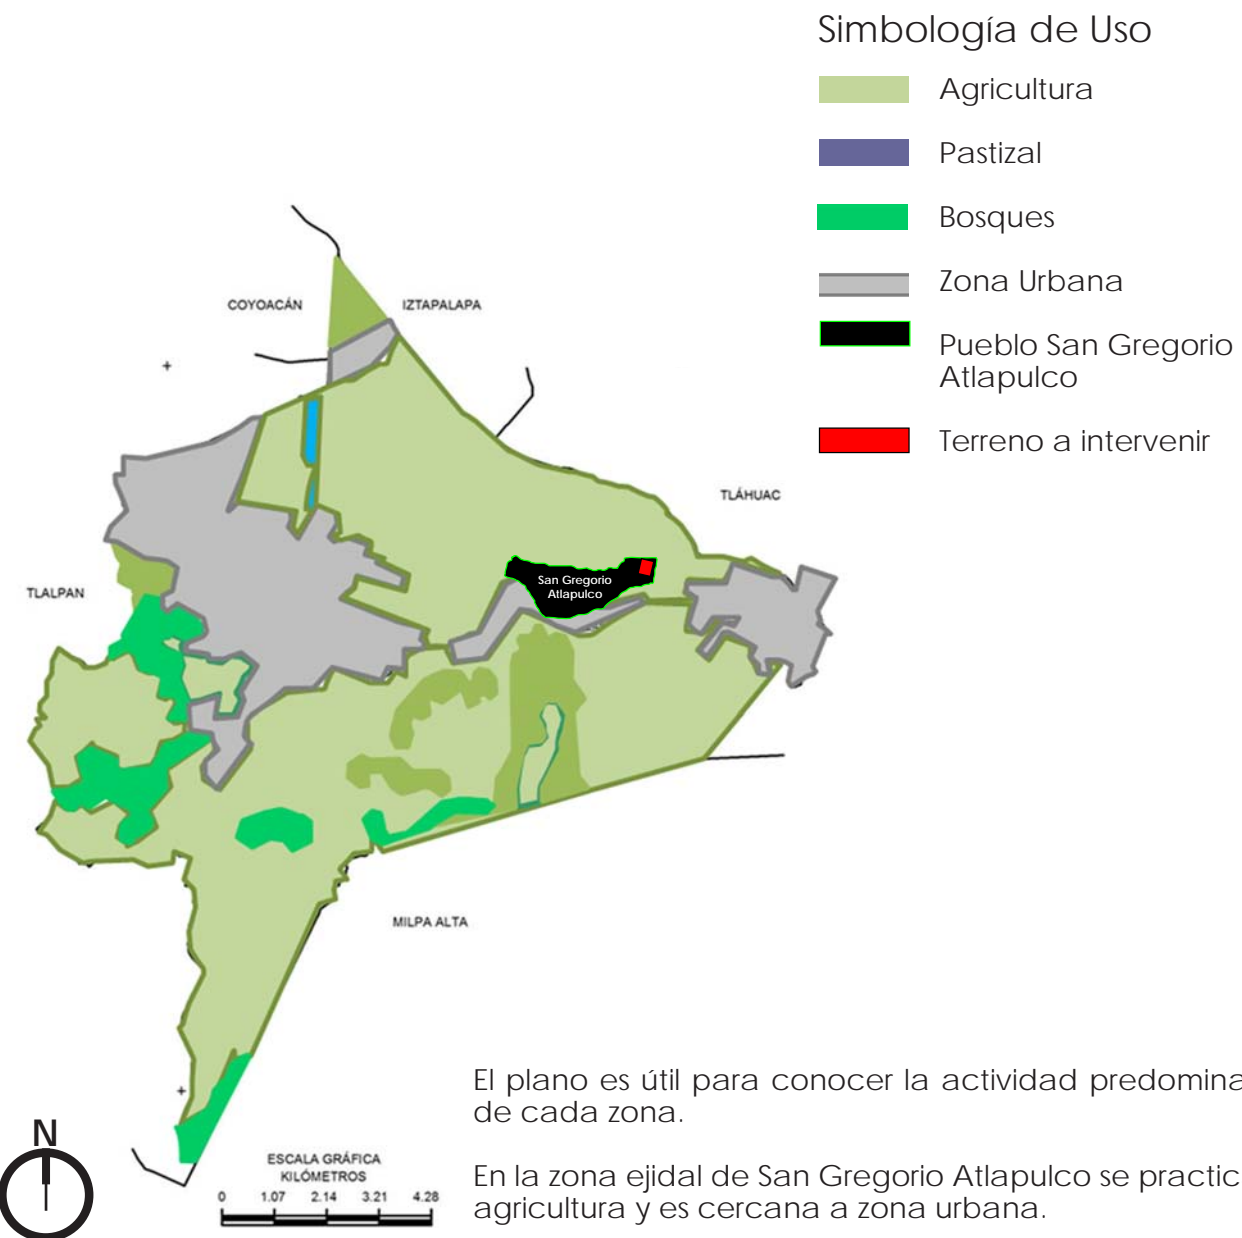 Simbología de Uso
Agricultura
Pastizal
Bosques
Zona Urbana
Pueblo San Gregorio
Atlapulco
Terreno a intervenir
COYOACÁN
IZTAPALAPA
TLÁHUAC
TLALPAN
San Gregorio
Atlapulco
MILPA ALTA
N
ESCALA GRÁFICA
KILÓMETROS
0 1.07 2.14 3.21 4.28
El plano es útil para conocer la actividad predomina
de cada zona.
En la zona ejidal de San Gregorio Atlapulco se practic
agricultura y es cercana a zona urbana.